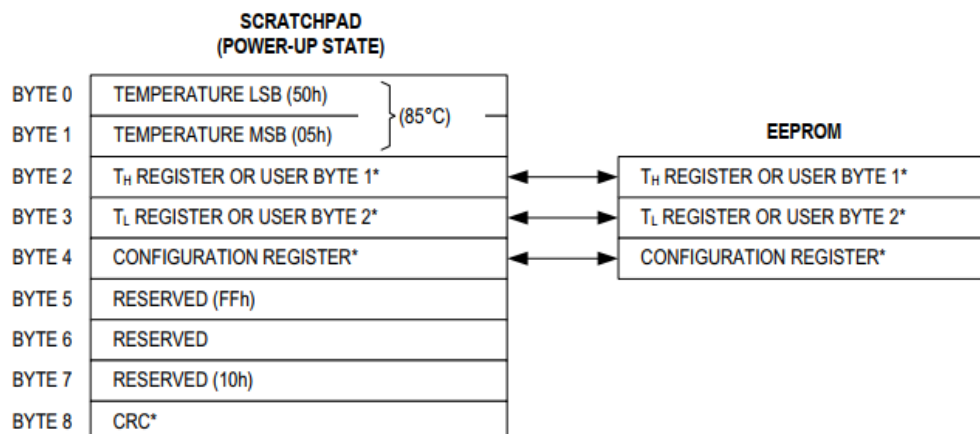 SCRATCHPAD
(POWER-UP STATE)
BYTE 0 TEMPERATURE LSB (50h)
(85°C)
BYTE 1 TEMPERATURE MSB (05h)
EEPROM
BYTE 2 TH REGISTER OR USER BYTE 1* TH REGISTER OR USER BYTE 1*
BYTE 3 TL REGISTER OR USER BYTE 2* TL REGISTER OR USER BYTE 2*
BYTE 4 CONFIGURATION REGISTER* CONFIGURATION REGISTER*
BYTE 5 RESERVED (FFh)
BYTE 6 RESERVED
BYTE 7 RESERVED (10h)
BYTE 8 CRC*